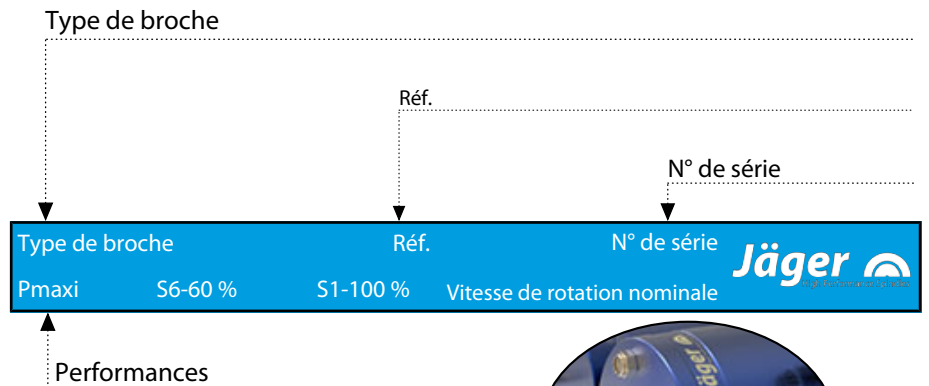 Type de broche
Réf.
N° de série
Type de broche Réf. N° de série
Jäger
Pmaxi S6-60 % S1-100 % Vitesse de rotation nominale
Performances
Jäger